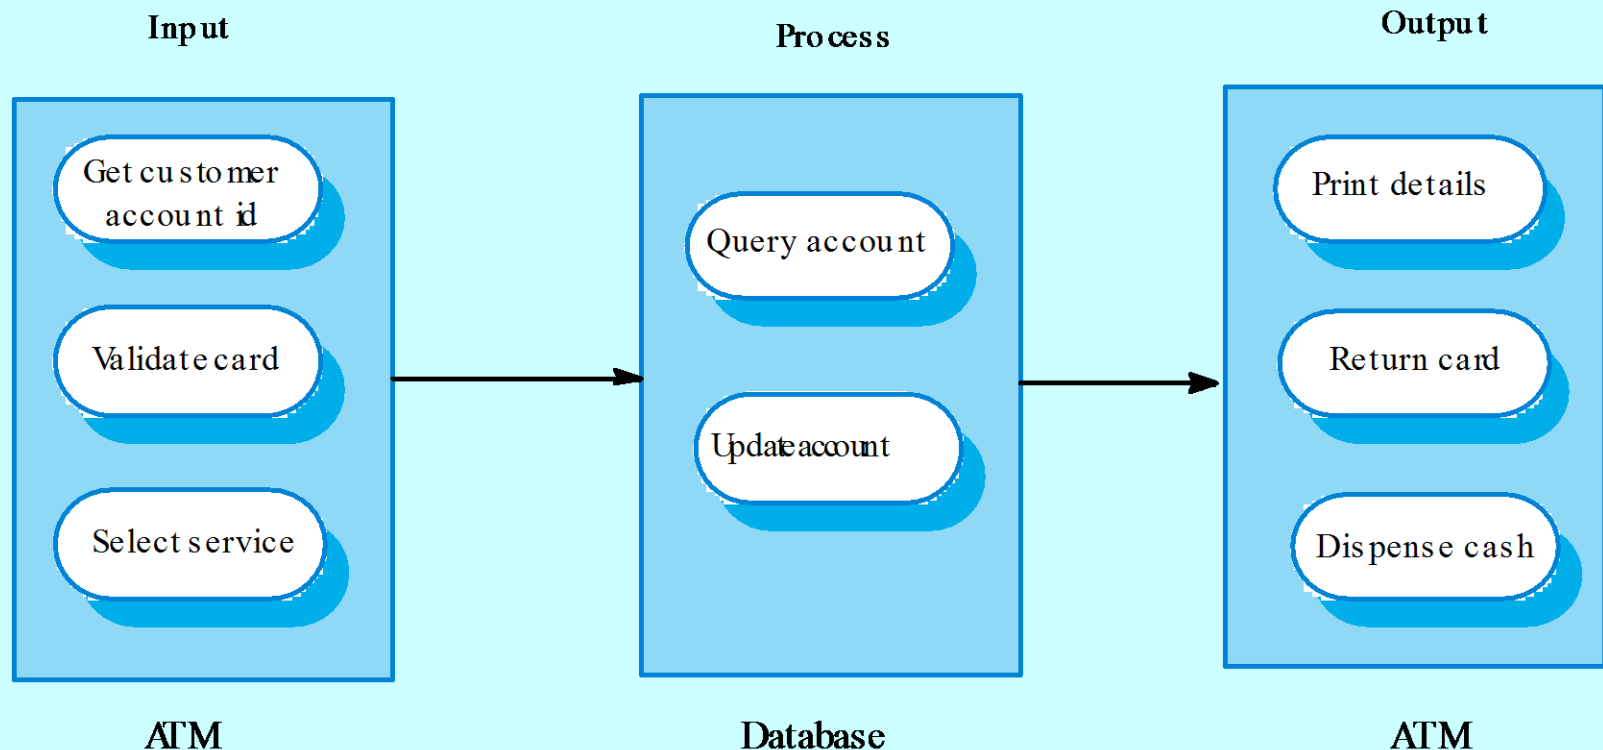 Input
Process
Output
Get customer
account id
Validate card
Select service
Query account
Update account
Print details
Return card
Dispense cash
ATM
Database
ATM